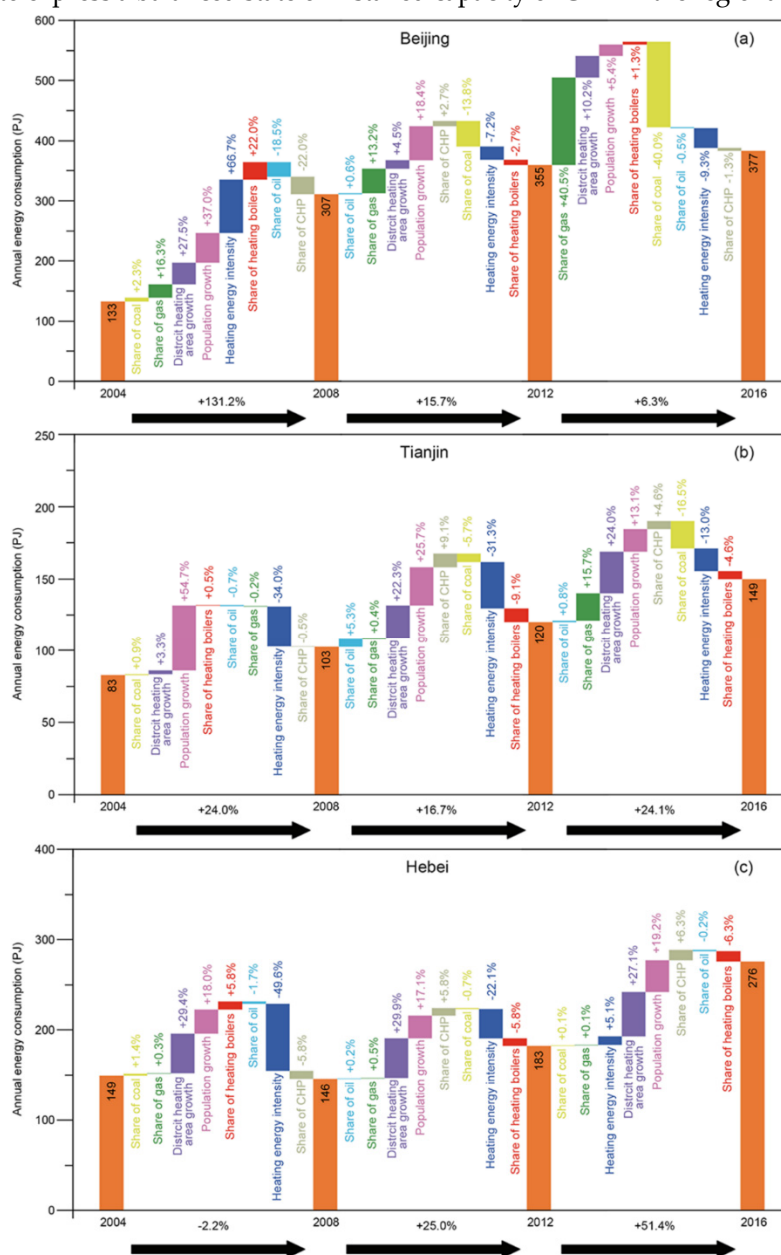 Beijing
(a)
Annual energy consumption (PJ)
600
500
400
300
200
100
0
133
Share of coal +2.3%
Share of gas +16.3%
Distrcit heating
area growth +27.5%
Population growth +37.0%
Heating energy intensity +66.7%
Share of heating boilers +22.0%
Share of oil -18.5%
Share of CHP -22.0%
307
Share of oil +0.6%
Share of gas +13.2%
Distrcit heating
area growth +4.5%
Population growth +18.4%
Share of CHP +2.7%
Share of coal -13.8%
Heating energy intensity -7.2%
Share of heating boilers -2.7%
355
Share of gas +40.5%
Distrcit heating
area growth +10.2%
Population growth +5.4%
Share of heating boilers +1.3%
Share of coal -40.0%
Share of oil -0.5%
Heating energy intensity -9.3%
Share of CHP -1.3%
377
2004
2008
2012
2016
+131.2%
+15.7%
+6.3%
Tianjin
(b)
Annual energy consumption (PJ)
250
200
150
100
50
0
83
Share of coal +0.9%
Distrcit heating
area growth +3.3%
Population growth +54.7%
Share of heating boilers +0.5%
Share of oil -0.7%
Share of gas -0.2%
Heating energy intensity -34.0%
Share of CHP -0.5%
103
Share of oil +5.3%
Share of gas +0.4%
Distrcit heating
area growth +22.3%
Population growth +25.7%
Share of CHP +9.1%
Share of coal -5.7%
Heating energy intensity -31.3%
Share of heating boilers -9.1%
120
Share of oil +0.8%
Share of gas +15.7%
Distrcit heating
area growth +24.0%
Population growth +13.1%
Share of CHP +4.6%
Share of coal -16.5%
Heating energy intensity -13.0%
Share of heating boilers -4.6%
149
2004
2008
2012
2016
+24.0%
+16.7%
+24.1%
Hebei
(c)
Annual energy consumption (PJ)
400
300
200
100
0
149
Share of coal +1.4%
Share of gas +0.3%
Distrcit heating
area growth +29.4%
Population growth +18.0%
Share of heating boilers +5.8%
Share of oil -1.7%
Heating energy intensity -49.6%
Share of CHP -5.8%
146
Share of oil +0.2%
Share of gas +0.5%
Distrcit heating
area growth +29.9%
Population growth +17.1%
Share of CHP +5.8%
Share of coal -0.7%
Heating energy intensity -22.1%
Share of heating boilers -5.8%
183
Share of coal +0.1%
Share of gas +0.1%
Heating energy intensity +5.1%
Distrcit heating
area growth +27.1%
Population growth +19.2%
Share of CHP +6.3%
Share of oil -0.2%
Share of heating boilers -6.3%
276
2004
2008
2012
2016
-2.2%
+25.0%
+51.4%